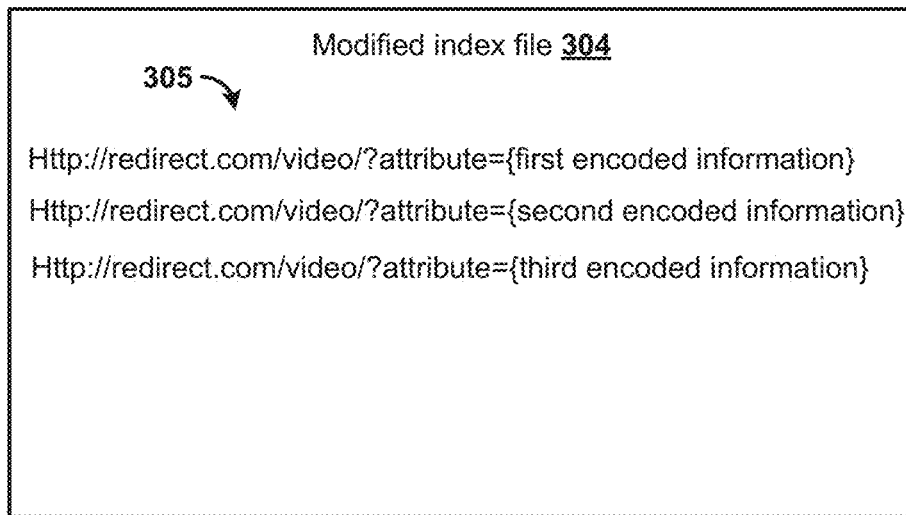 Modified index file 304
305
Http://redirect.com/video/?attribute={first encoded information}
Http://redirect.com/video/?attribute={second encoded information}
Http://redirect.com/video/?attribute={third encoded information}